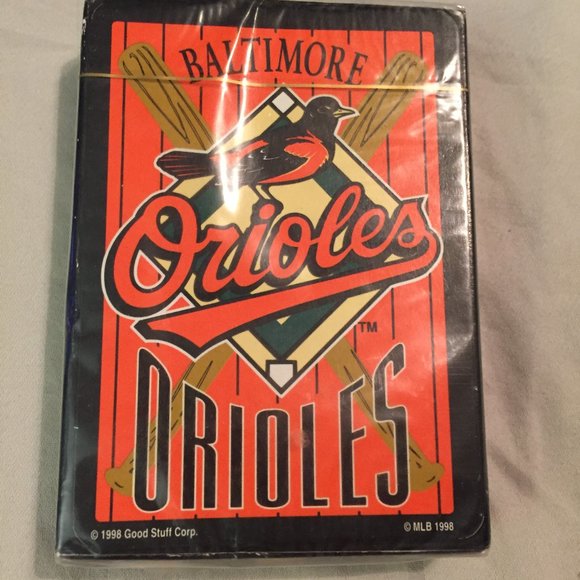 BALTIMORE
Orioles
TM
ORIOLES
© 1998 Good Stuff Corp. © MLB 1998